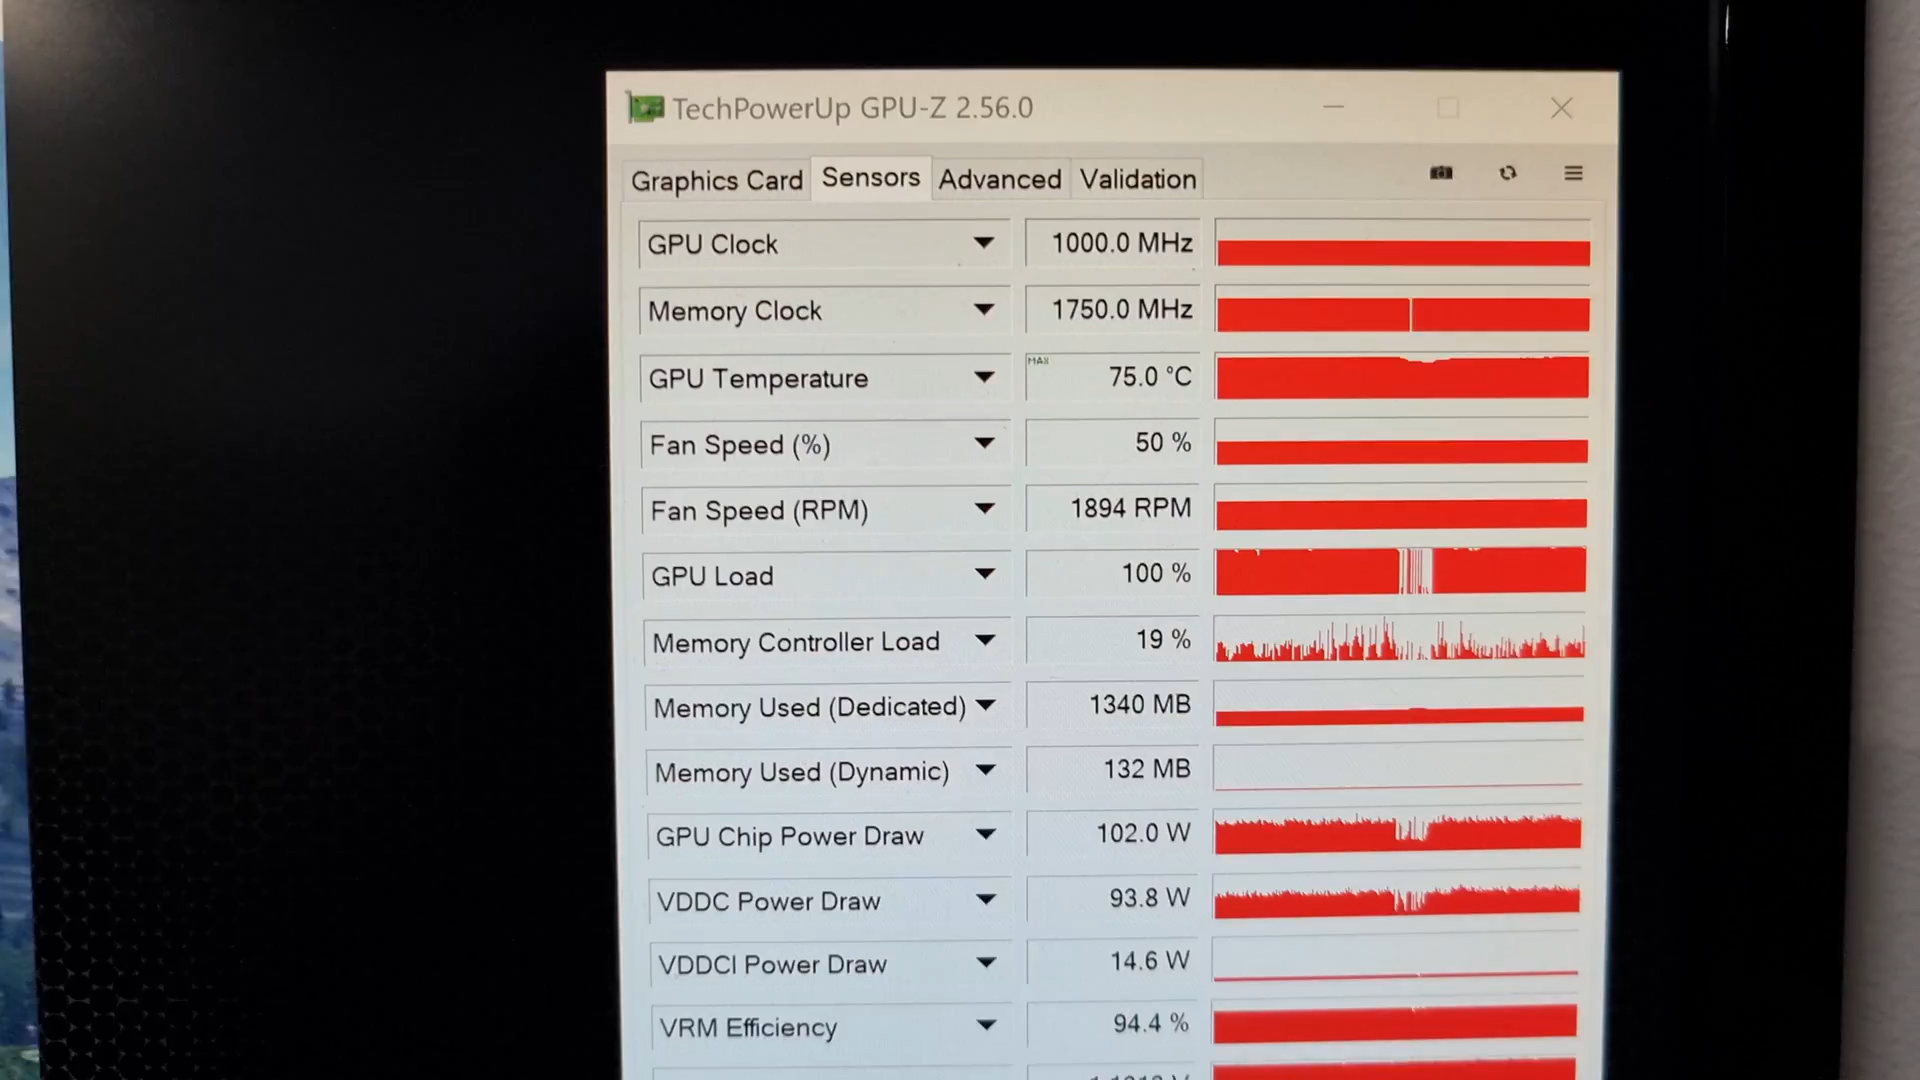 TechPowerUp GPU-Z 2.56.0
Graphics Card Sensors Advanced Validation
GPU Clock 1000.0 MHz
Memory Clock 1750.0 MHz
GPU Temperature MAX 75.0 °C
Fan Speed (%) 50 %
Fan Speed (RPM) 1894 RPM
GPU Load 100 %
Memory Controller Load 19 %
Memory Used (Dedicated) 1340 MB
Memory Used (Dynamic) 132 MB
GPU Chip Power Draw 102.0 W
VDDC Power Draw 93.8 W
VDDCI Power Draw 14.6 W
VRM Efficiency 94.4 %